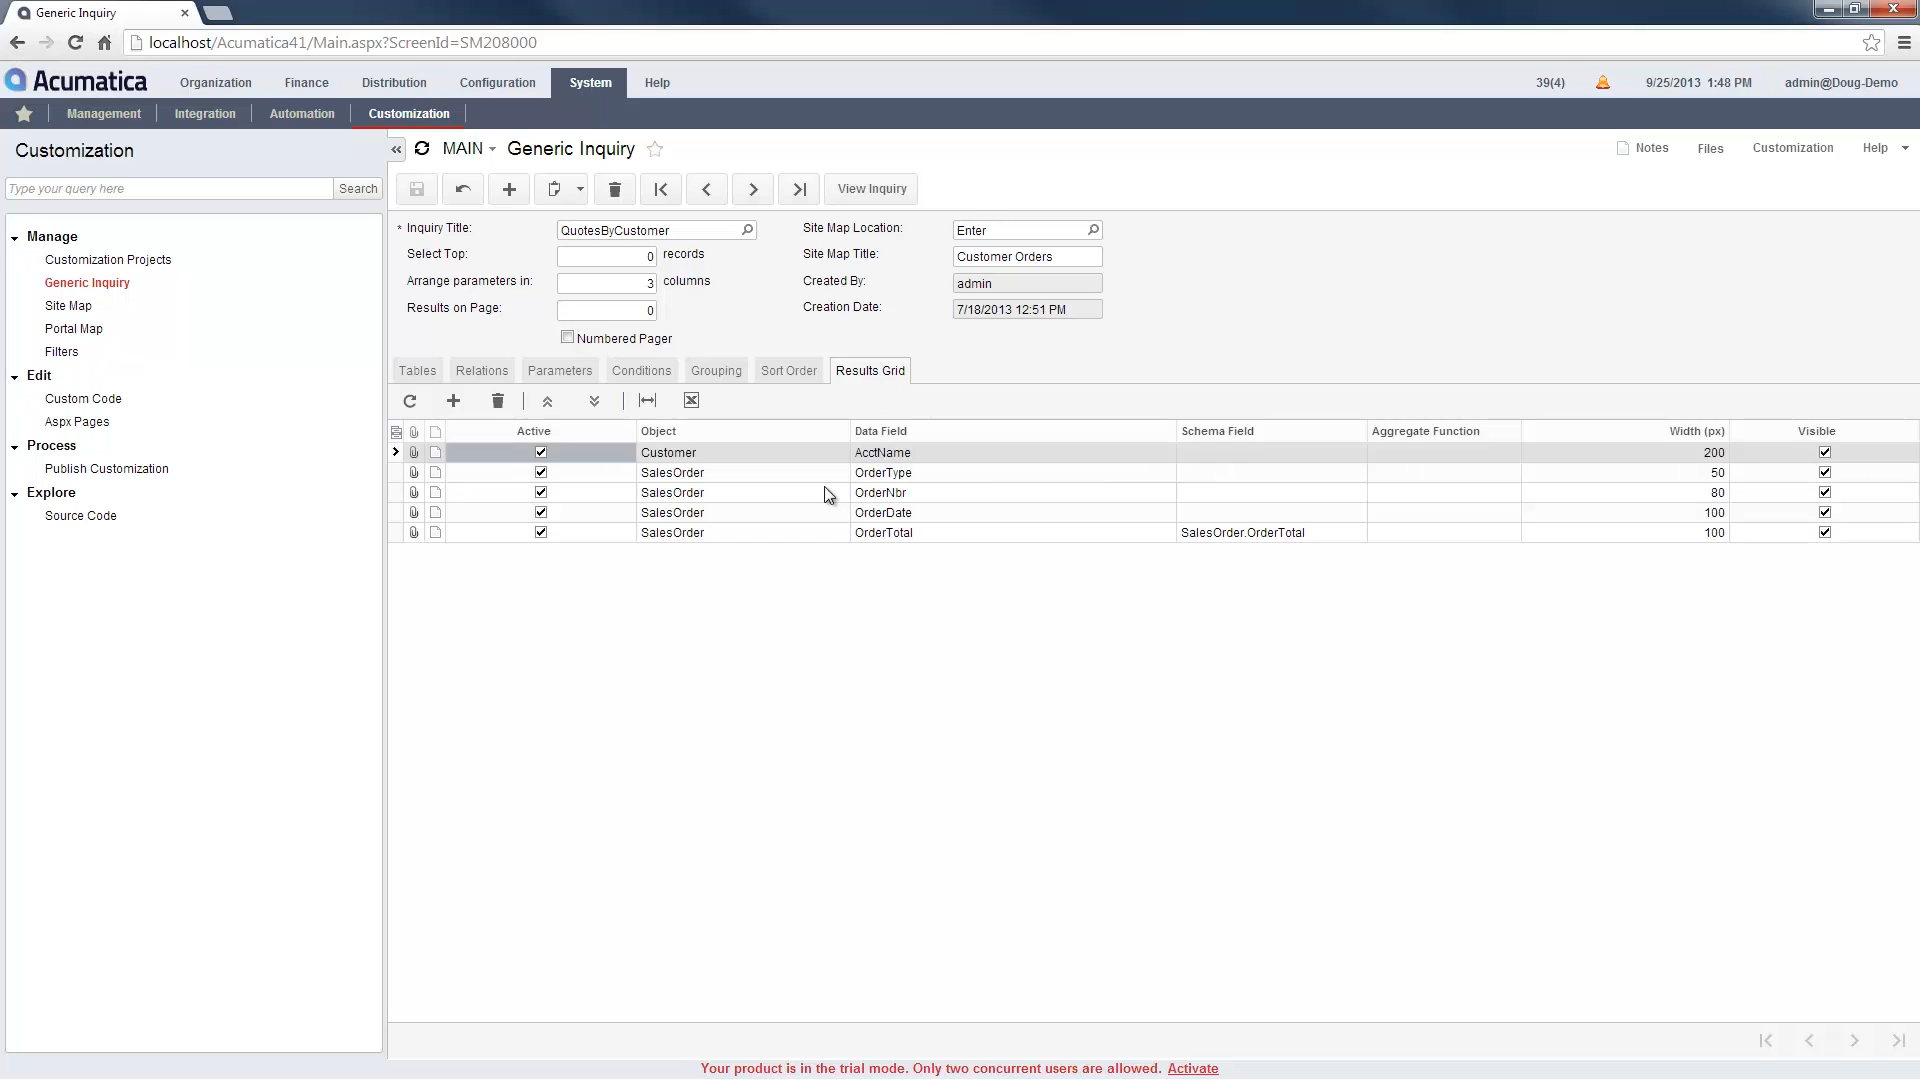 Generic Inquiry
localhost/Acumatica41/Main.aspx?ScreenId=SM208000
Acumatica Organization Finance Distribution Configuration System Help 39(4) 9/25/2013 1:48 PM admin@Doug-Demo
Management Integration Automation Customization
Customization
MAIN Generic Inquiry Notes Files Customization Help
Type your query here Search
View Inquiry
Manage
Customization Projects
Generic Inquiry
Site Map
Portal Map
Filters
Edit
Custom Code
Aspx Pages
Process
Publish Customization
Explore
Source Code
* Inquiry Title: QuotesByCustomer Site Map Location: Enter
Select Top: 0 records Site Map Title: Customer Orders
Arrange parameters in: 3 columns Created By: admin
Results on Page: 0 Creation Date: 7/18/2013 12:51 PM
Numbered Pager
Tables Relations Parameters Conditions Grouping Sort Order Results Grid
Active Object Data Field Schema Field Aggregate Function Width (px) Visible
Customer AcctName 200
SalesOrder OrderType 50
SalesOrder OrderNbr 80
SalesOrder OrderDate 100
SalesOrder OrderTotal SalesOrder.OrderTotal 100
Your product is in the trial mode. Only two concurrent users are allowed. Activate